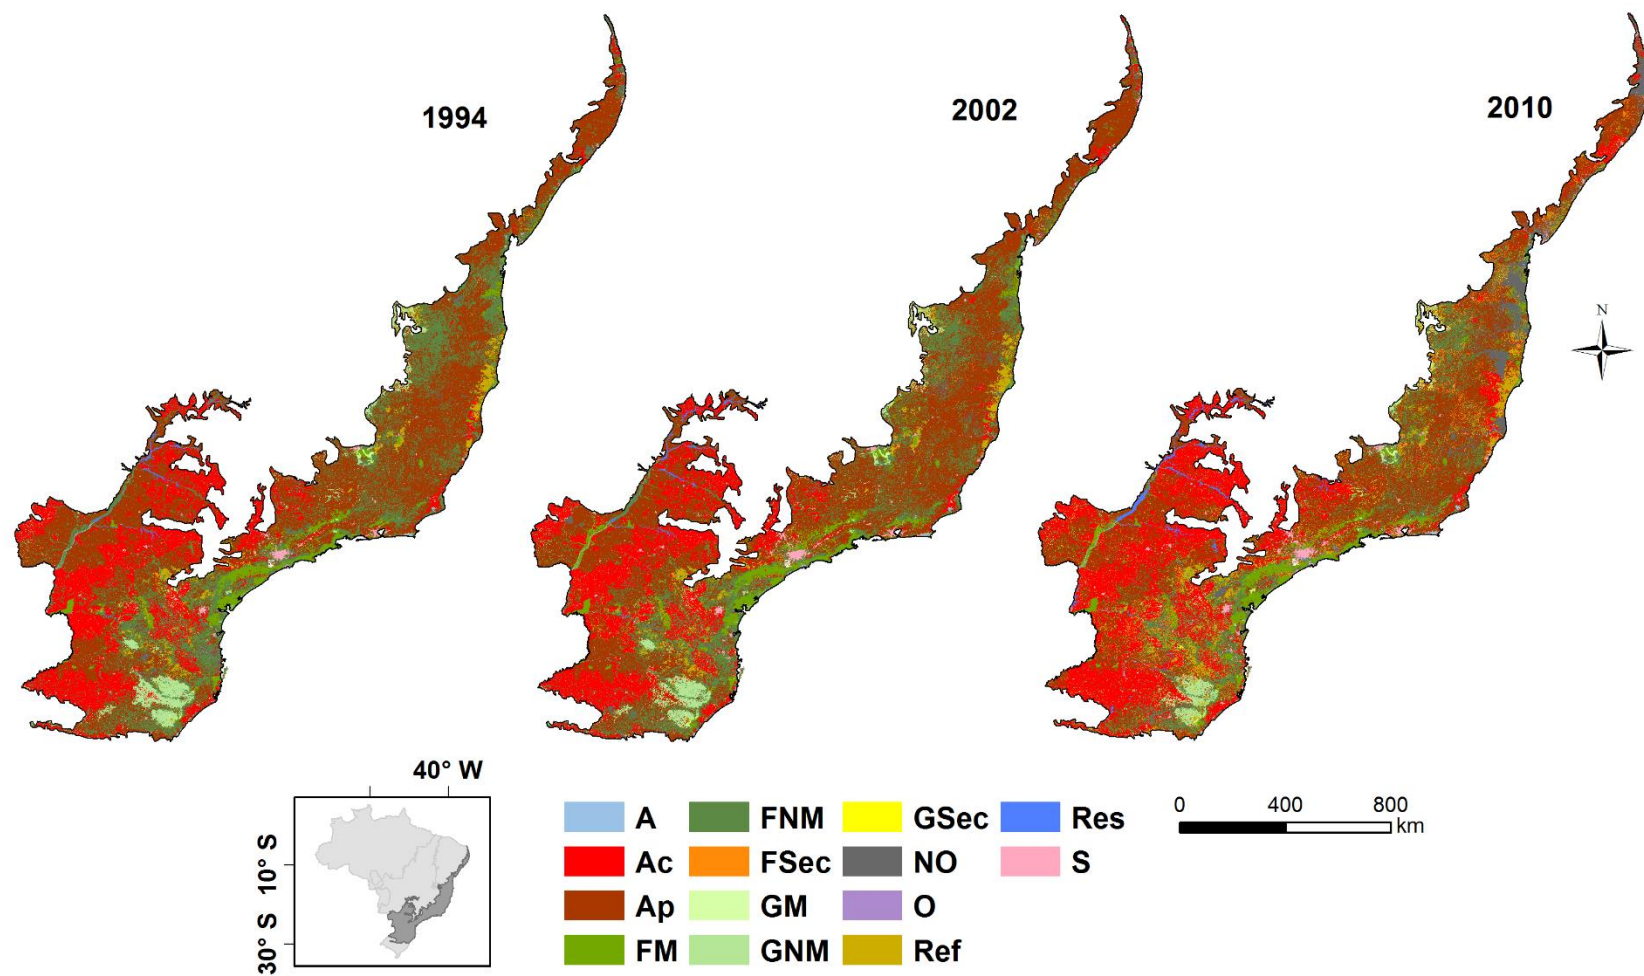 1994
2002
2010
N
40° W
10° S
30° S
A
FNM
GSec
Res
Ac
FSec
NO
S
Ap
GM
O
FM
GNM
Ref
0 400 800
km